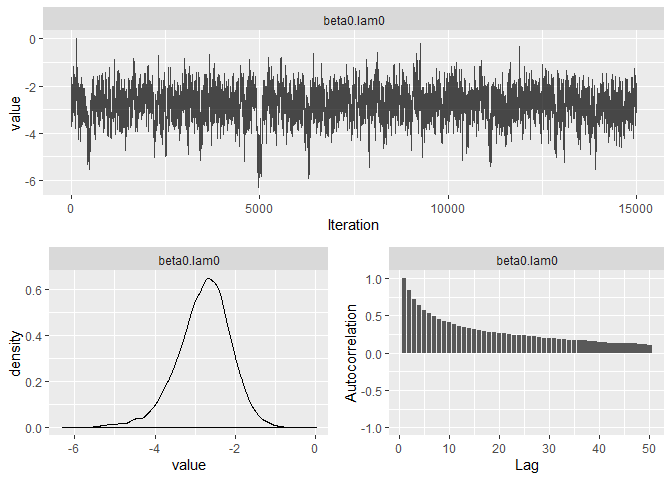 beta0.lam0
value
0
-2
-4
-6
0 5000 10000 15000
Iteration
beta0.lam0
density
0.6
0.4
0.2
0.0
-6 -4 -2 0
value
beta0.lam0
Autocorrelation
1.0
0.5
0.0
-0.5
-1.0
0 10 20 30 40 50
Lag